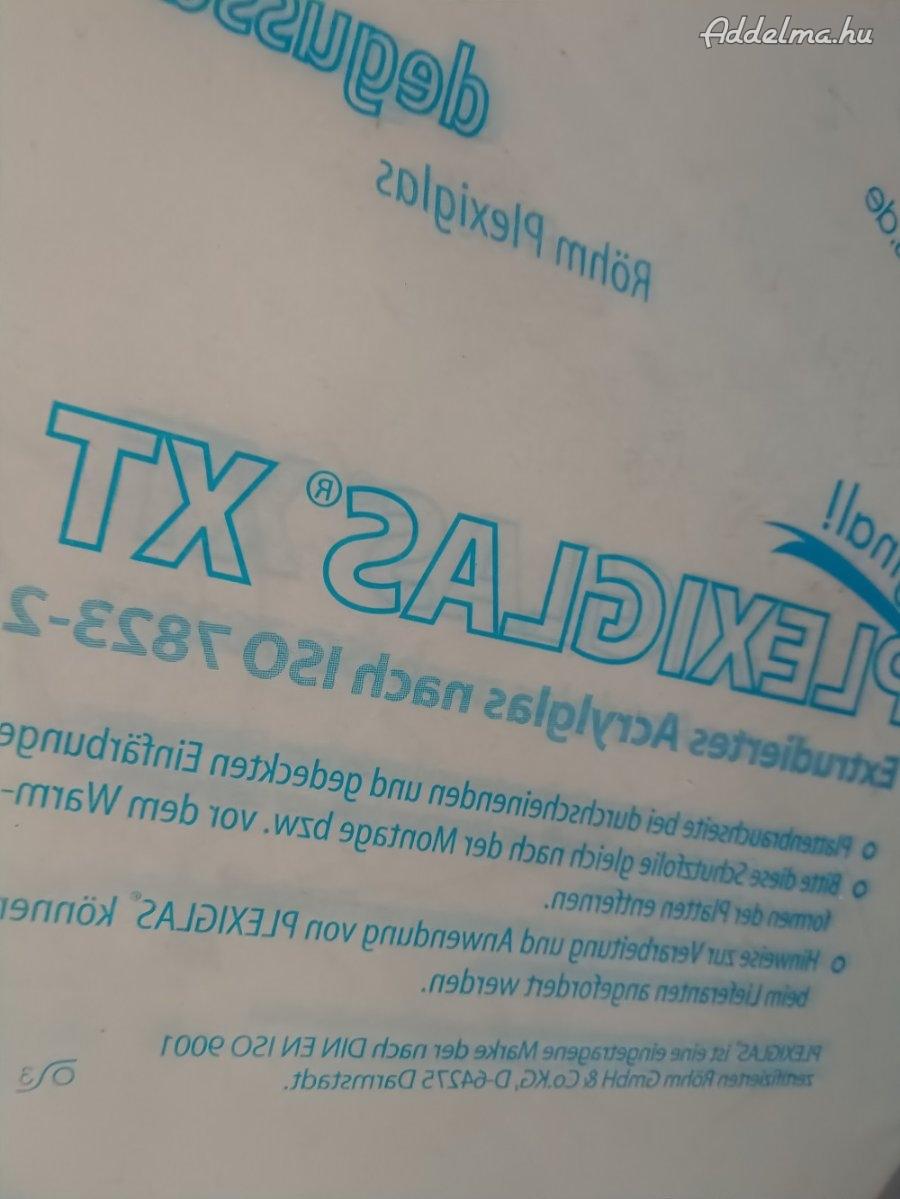 Addelma.hu
degussa
.de
Röhm Plexiglas
PLEXIGLAS® XT
Extrudiertes Acrylglas nach ISO 7823-2
Plattenbrauchseite bei durchscheinenden und gedeckten Einfärbunge
Bitte diese Schutzfolie gleich nach der Montage bzw. vor dem Warm-
formen der Platten entfernen.
Hinweise zur Verarbeitung und Anwendung von PLEXIGLAS® können
beim Lieferanten angefordert werden.
PLEXIGLAS® ist eine eingetragene Marke der nach DIN EN ISO 9001
zertifizierten Röhm GmbH & Co.KG, D-64275 Darmstadt.